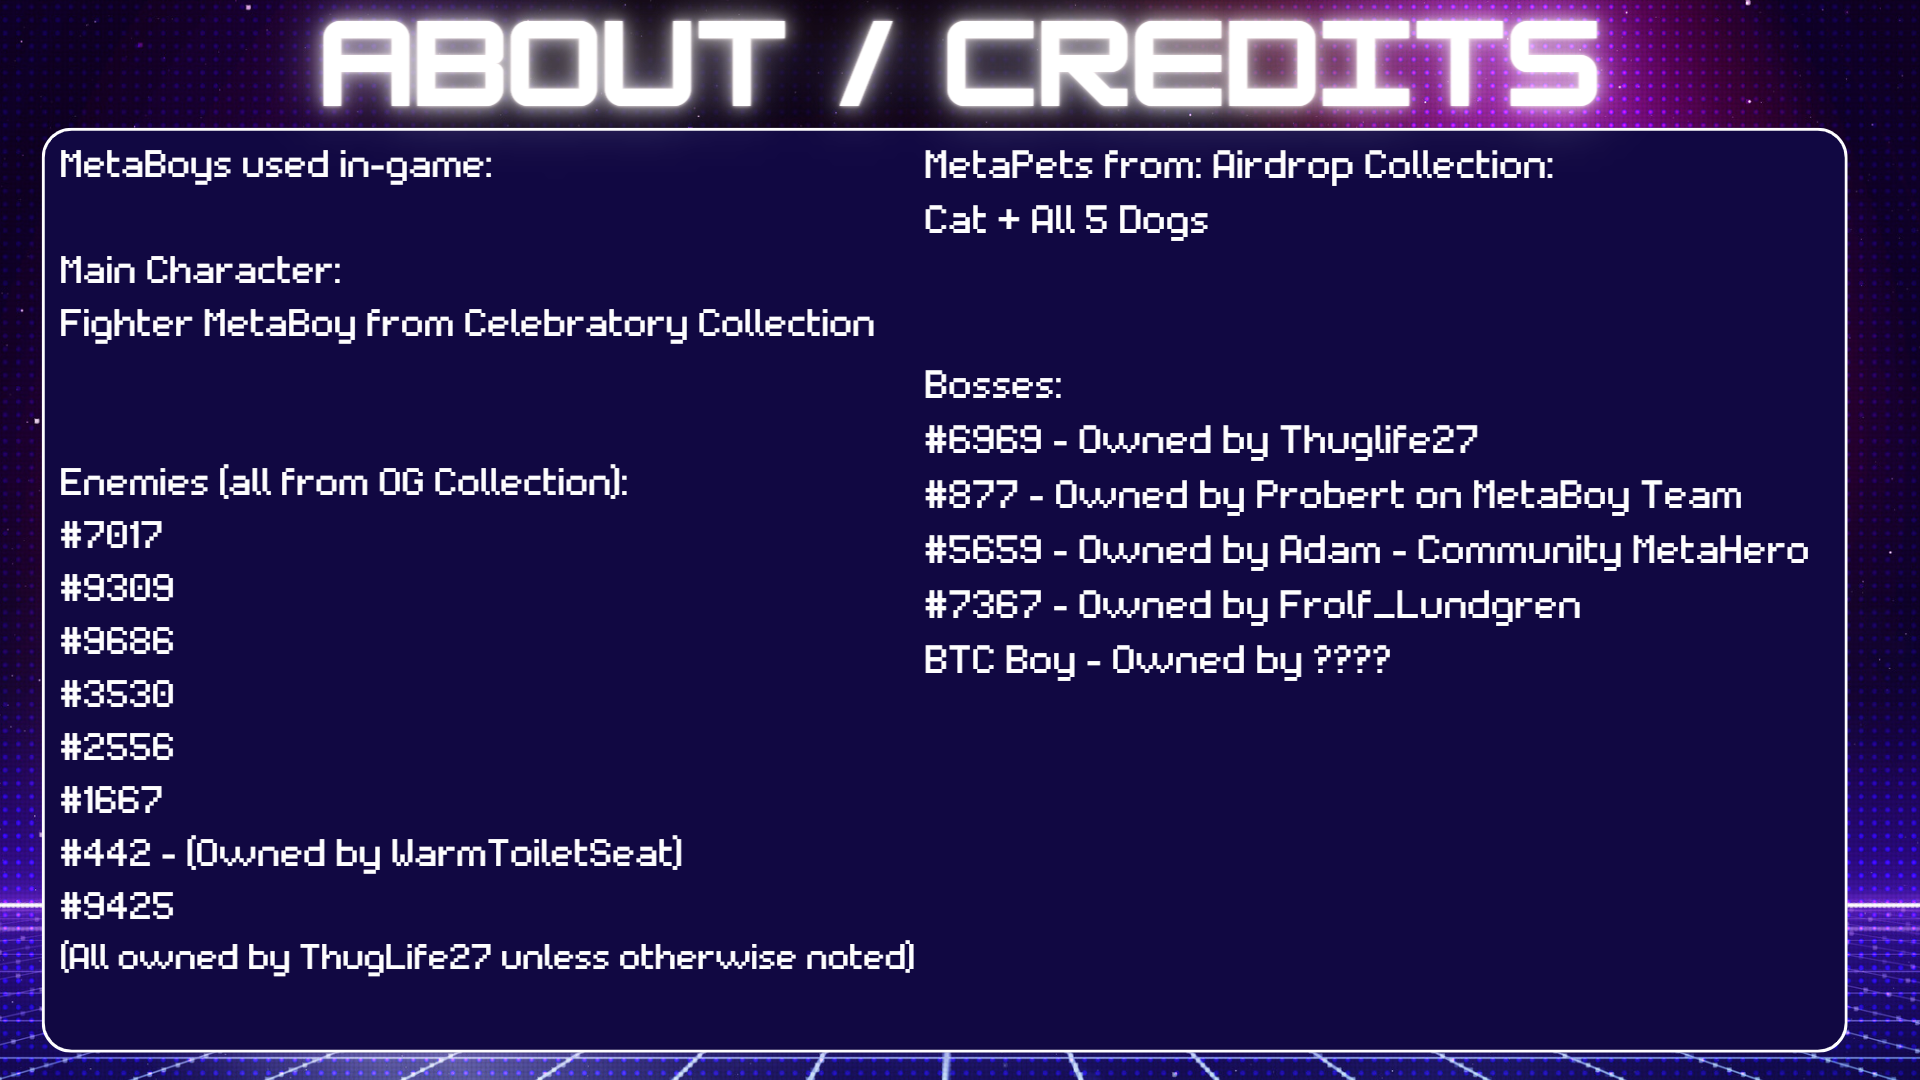 ABOUT / CREDITS
MetaBoys used in-game:
Main Character:
Fighter MetaBoy from Celebratory Collection
Enemies (all from OG Collection):
#7017
#9309
#9686
#3530
#2556
#1667
#442 - (Owned by WarmToiletSeat)
#9425
(All owned by ThugLife27 unless otherwise noted)
MetaPets from: Airdrop Collection:
Cat + All 5 Dogs
Bosses:
#6969 - Owned by Thuglife27
#877 - Owned by Probert on MetaBoy Team
#5659 - Owned by Adam - Community MetaHero
#7367 - Owned by Frolf_Lundgren
BTC Boy - Owned by ????